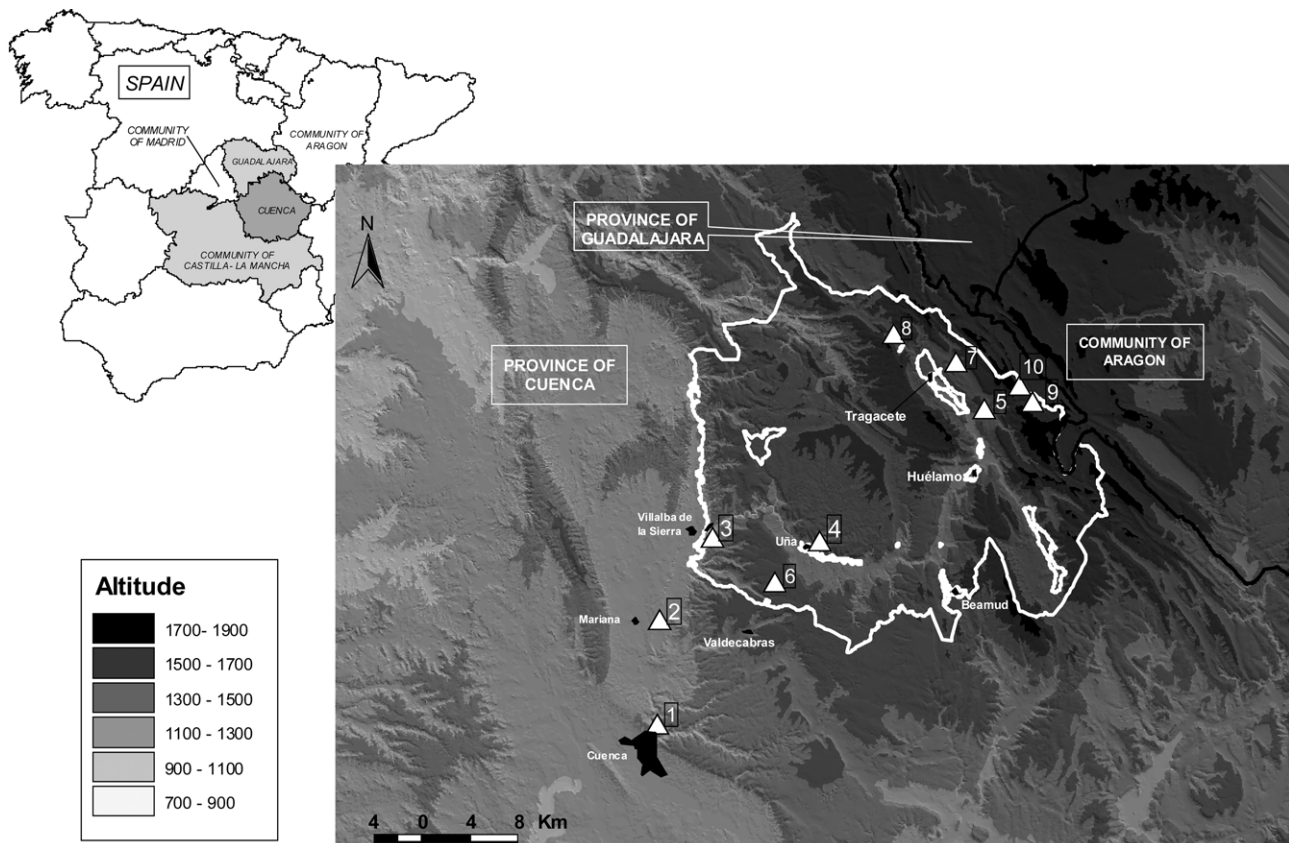 SPAIN
COMMUNITY
OF MADRID
COMMUNITY OF
ARAGON
GUADALAJARA
CUENCA
COMMUNITY OF
CASTILLA- LA MANCHA
N
PROVINCE OF
GUADALAJARA
PROVINCE OF
CUENCA
COMMUNITY OF
ARAGON
8
7
10
9
5
Tragacete
Huélamo
Villalba de
la Sierra
3
Uña
4
6
Beamud
Mariana
2
Valdecabras
1
Cuenca
4 0 4 8 Km
Altitude
1700- 1900
1500 - 1700
1300 - 1500
1100 - 1300
900 - 1100
700 - 900